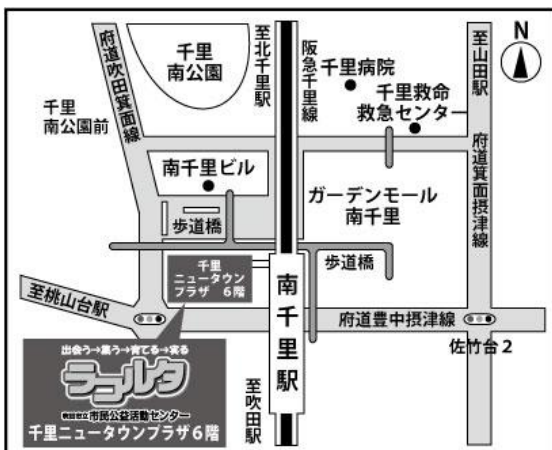 府道吹田箕面線
千里
南公園
至北千里駅
阪急千里線
千里病院
千里救命
救急センター
至山田駅
N
千里
南公園前
府道箕面摂津線
南千里ビル
ガーデンモール
南千里
歩道橋
歩道橋
千里
ニュータウン
プラザ 6階
至桃山台駅
南千里駅
府道豊中摂津線
佐竹台2
出会う→集う→育てる→実る
ラコルタ
吹田市立市民公益活動センター
千里ニュータウンプラザ6階
至吹田駅